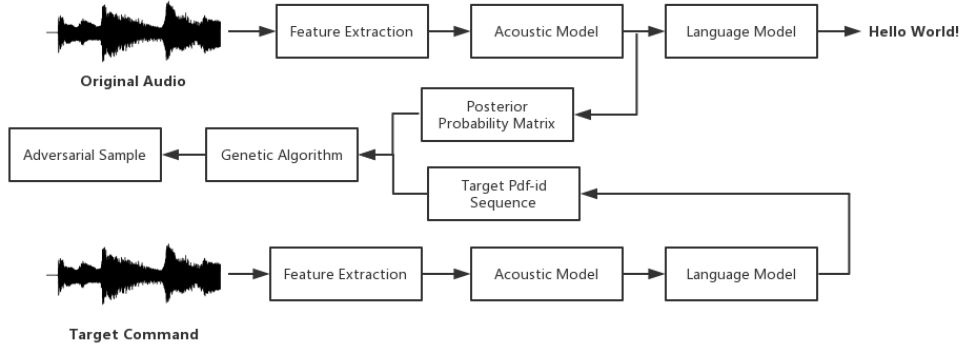 Feature Extraction
Acoustic Model
Language Model
Hello World!
Original Audio
Posterior
Probability Matrix
Adversarial Sample
Genetic Algorithm
Target Pdf-id
Sequence
Feature Extraction
Acoustic Model
Language Model
Target Command